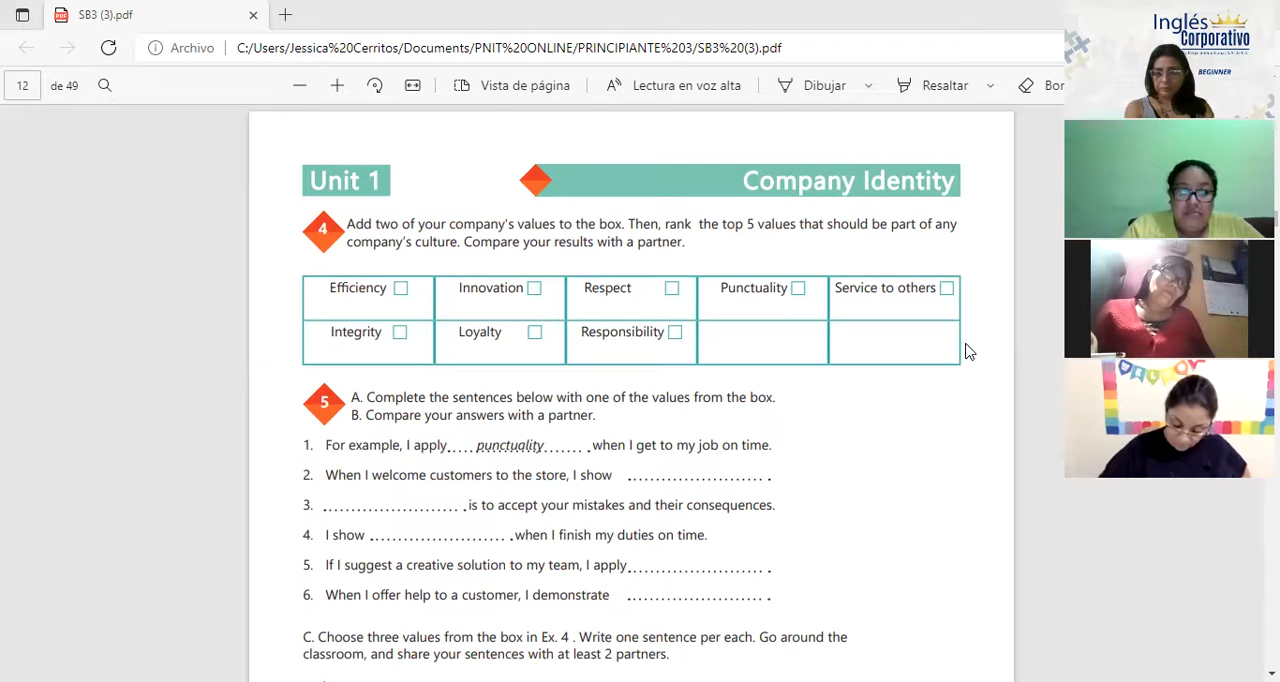 SB3 (3).pdf
Archivo C:/Users/Jessica%20Cerritos/Documents/PNIT%20ONLINE/PRINCIPIANTE%203/SB3%20(3).pdf
12 de 49 Vista de página Lectura en voz alta Dibujar Resaltar Bor
Inglés
Corporativo
BEGINNER
Unit 1 Company Identity
4 Add two of your company's values to the box. Then, rank the top 5 values that should be part of any
company's culture. Compare your results with a partner.
Efficiency Innovation Respect Punctuality Service to others
Integrity Loyalty Responsibility
5 A. Complete the sentences below with one of the values from the box.
B. Compare your answers with a partner.
1. For example, I apply.....punctuality....... .when I get to my job on time.
2. When I welcome customers to the store, I show ........................ .
3. ........................ .is to accept your mistakes and their consequences.
4. I show ........................ .when I finish my duties on time.
5. If I suggest a creative solution to my team, I apply........................ .
6. When I offer help to a customer, I demonstrate ........................ .
C. Choose three values from the box in Ex. 4 . Write one sentence per each. Go around the
classroom, and share your sentences with at least 2 partners.